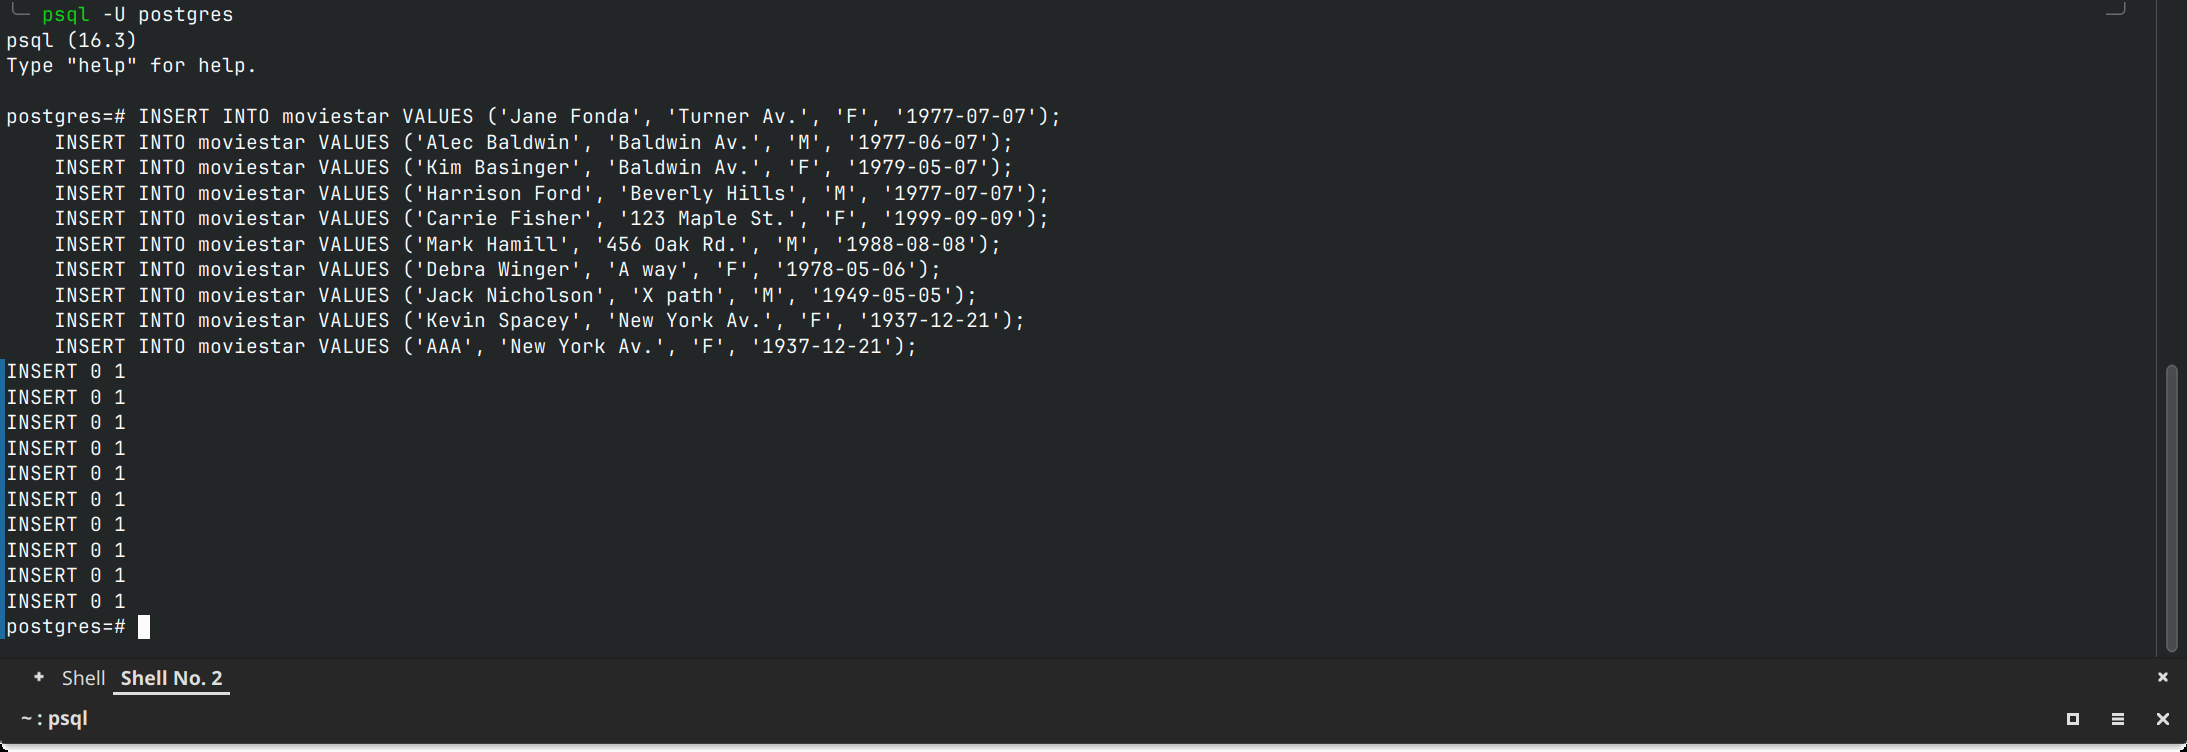 psql -U postgres
psql (16.3)
Type "help" for help.
postgres=# INSERT INTO moviestar VALUES ('Jane Fonda', 'Turner Av.', 'F', '1977-07-07');
    INSERT INTO moviestar VALUES ('Alec Baldwin', 'Baldwin Av.', 'M', '1977-06-07');
    INSERT INTO moviestar VALUES ('Kim Basinger', 'Baldwin Av.', 'F', '1979-05-07');
    INSERT INTO moviestar VALUES ('Harrison Ford', 'Beverly Hills', 'M', '1977-07-07');
    INSERT INTO moviestar VALUES ('Carrie Fisher', '123 Maple St.', 'F', '1999-09-09');
    INSERT INTO moviestar VALUES ('Mark Hamill', '456 Oak Rd.', 'M', '1988-08-08');
    INSERT INTO moviestar VALUES ('Debra Winger', 'A way', 'F', '1978-05-06');
    INSERT INTO moviestar VALUES ('Jack Nicholson', 'X path', 'M', '1949-05-05');
    INSERT INTO moviestar VALUES ('Kevin Spacey', 'New York Av.', 'F', '1937-12-21');
    INSERT INTO moviestar VALUES ('AAA', 'New York Av.', 'F', '1937-12-21');
INSERT 0 1
INSERT 0 1
INSERT 0 1
INSERT 0 1
INSERT 0 1
INSERT 0 1
INSERT 0 1
INSERT 0 1
INSERT 0 1
INSERT 0 1
postgres=#
Shell Shell No. 2
~ : psql